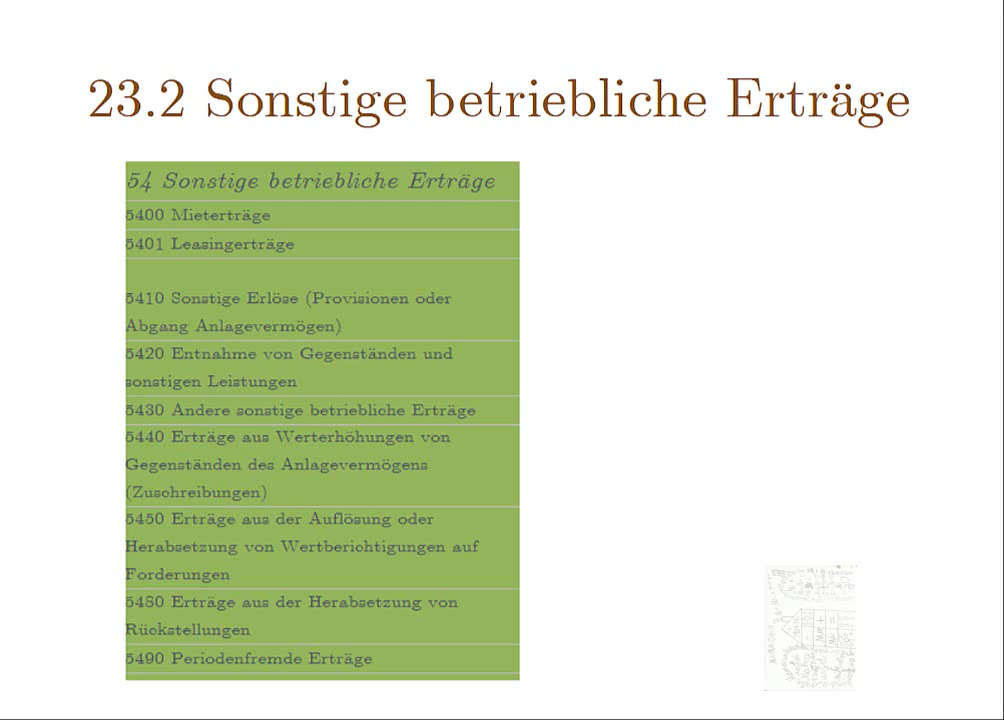 23.2 Sonstige betriebliche Erträge
54 Sonstige betriebliche Erträge
5400 Mieterträge
5401 Leasingerträge
5410 Sonstige Erlöse (Provisionen oder
Abgang Anlagevermögen)
5420 Entnahme von Gegenständen und
sonstigen Leistungen
5430 Andere sonstige betriebliche Erträge
5440 Erträge aus Werterhöhungen von
Gegenständen des Anlagevermögens
(Zuschreibungen)
5450 Erträge aus der Auflösung oder
Herabsetzung von Wertberichtigungen auf
Forderungen
5480 Erträge aus der Herabsetzung von
Rückstellungen
5490 Periodenfremde Erträge